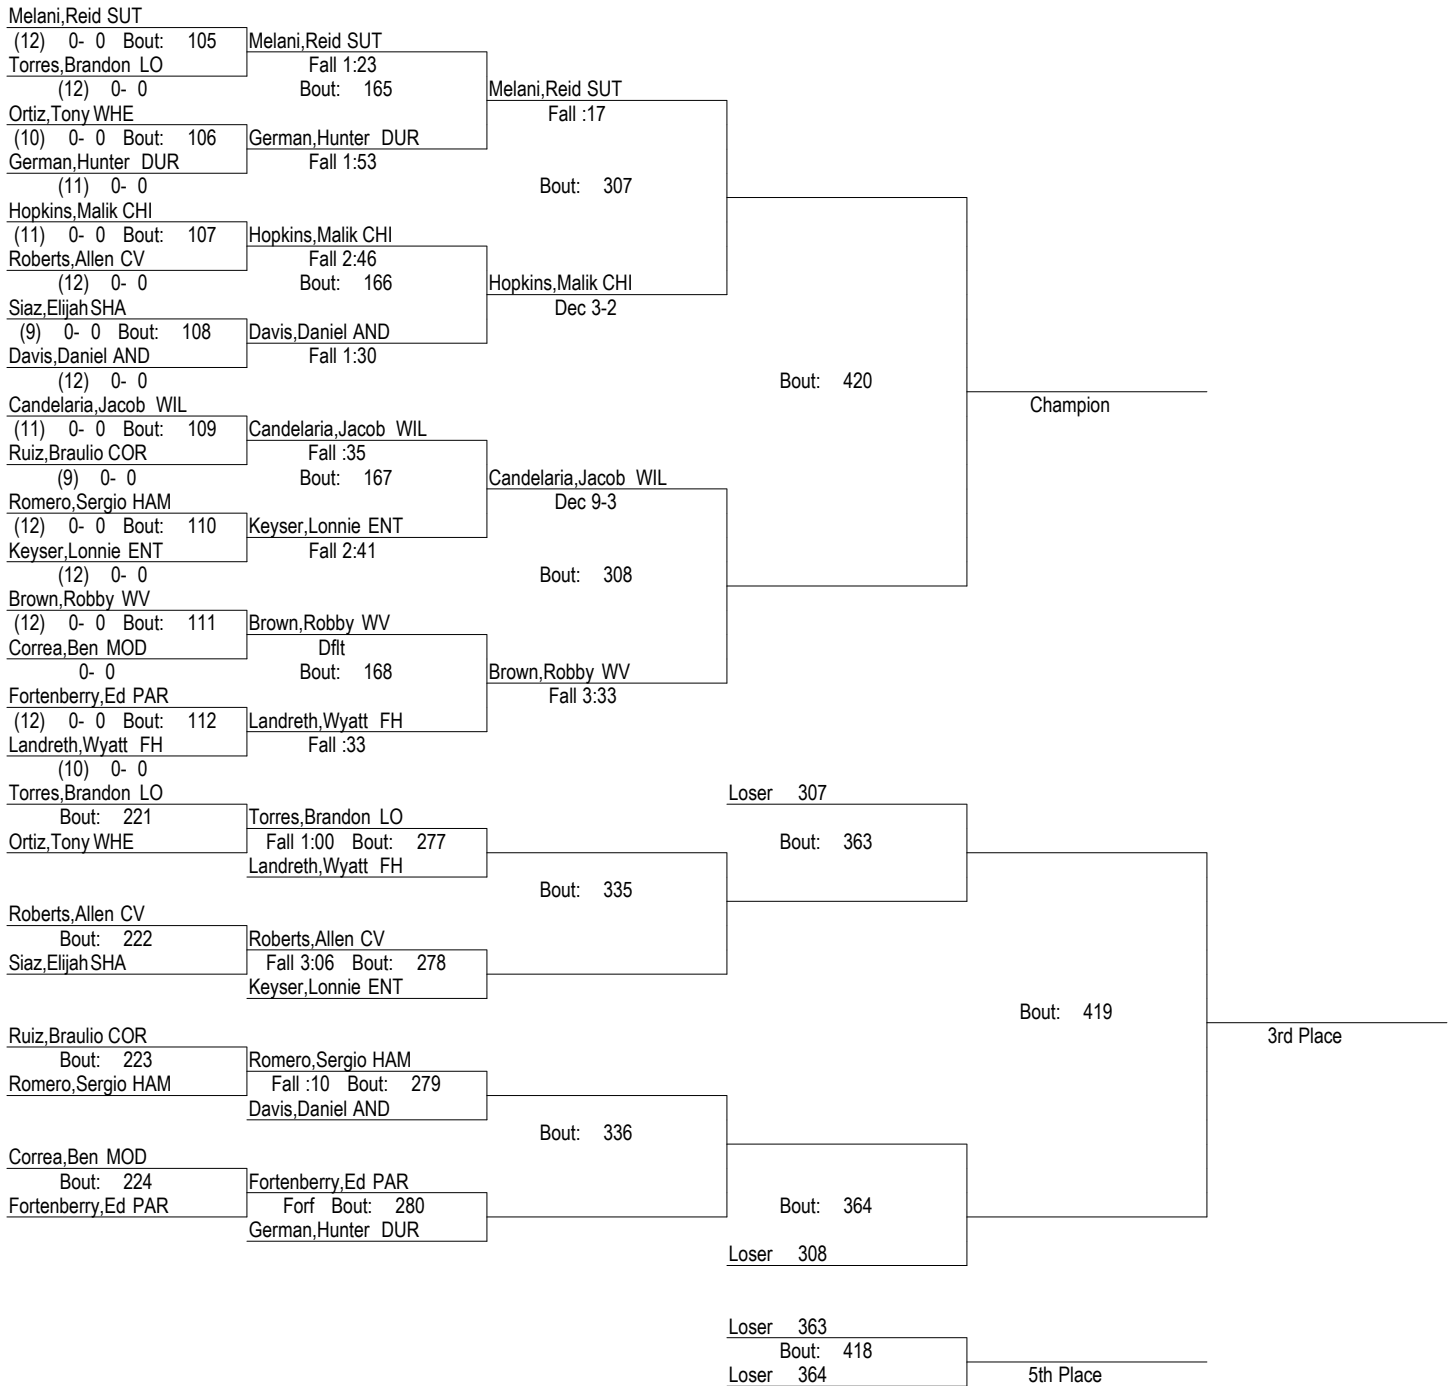 Melani,Reid SUT
(12) 0- 0 Bout: 105 Melani,Reid SUT
Torres,Brandon LO Fall 1:23
(12) 0- 0 Bout: 165 Melani,Reid SUT
Ortiz,Tony WHE Fall :17
(10) 0- 0 Bout: 106 German,Hunter DUR
German,Hunter DUR Fall 1:53
(11) 0- 0 Bout: 307
Hopkins,Malik CHI
(11) 0- 0 Bout: 107 Hopkins,Malik CHI
Roberts,Allen CV Fall 2:46
(12) 0- 0 Bout: 166 Hopkins,Malik CHI
Siaz,Elijah SHA Dec 3-2
(9) 0- 0 Bout: 108 Davis,Daniel AND
Davis,Daniel AND Fall 1:30
(12) 0- 0 Bout: 420
Candelaria,Jacob WIL Champion
(11) 0- 0 Bout: 109 Candelaria,Jacob WIL
Ruiz,Braulio COR Fall :35
(9) 0- 0 Bout: 167 Candelaria,Jacob WIL
Romero,Sergio HAM Dec 9-3
(12) 0- 0 Bout: 110 Keyser,Lonnie ENT
Keyser,Lonnie ENT Fall 2:41
(12) 0- 0 Bout: 308
Brown,Robby WV
(12) 0- 0 Bout: 111 Brown,Robby WV
Correa,Ben MOD Dflt
0- 0 Bout: 168 Brown,Robby WV
Fortenberry,Ed PAR Fall 3:33
(12) 0- 0 Bout: 112 Landreth,Wyatt FH
Landreth,Wyatt FH Fall :33
(10) 0- 0
Torres,Brandon LO Loser 307
Bout: 221 Torres,Brandon LO
Ortiz,Tony WHE Fall 1:00 Bout: 277 Bout: 363
Landreth,Wyatt FH
Bout: 335
Roberts,Allen CV
Bout: 222 Roberts,Allen CV
Siaz,Elijah SHA Fall 3:06 Bout: 278
Keyser,Lonnie ENT
Bout: 419
Ruiz,Braulio COR 3rd Place
Bout: 223 Romero,Sergio HAM
Romero,Sergio HAM Fall :10 Bout: 279
Davis,Daniel AND
Bout: 336
Correa,Ben MOD
Bout: 224 Fortenberry,Ed PAR
Fortenberry,Ed PAR Forf Bout: 280 Bout: 364
German,Hunter DUR
Loser 308
Loser 363
Bout: 418
Loser 364 5th Place